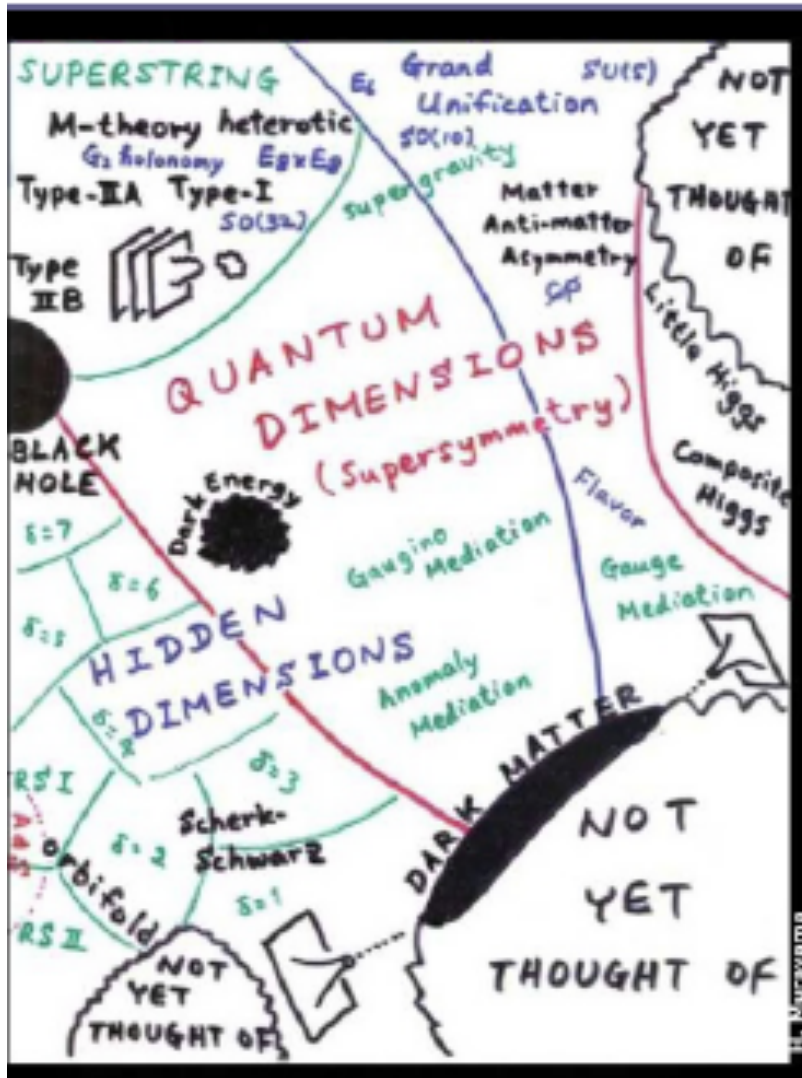 SUPERSTRING
M-theory heterotic
G₂ holonomy E₈xE₈
Type-IIA Type-I
SO(32)
Type
IIB
E₆ Grand
Unification
SU(5)
SO(10)
supergravity
Matter
Anti-matter
Asymmetry
CP
NOT
YET
THOUGHT
OF
Little Higgs
Composite
Higgs
QUANTUM
DIMENSIONS
(Supersymmetry)
BLACK
HOLE
Dark Energy
Flavor
Gaugino
Mediation
Gauge
Mediation
δ=7
δ=6
δ=5
HIDDEN
DIMENSIONS
Anomaly
Mediation
DARK MATTER
δ=3
RS I
AdS
Orbifold
RS II
δ=2
Scherk-
Schwarz
δ=1
NOT
YET
THOUGHT OF
NOT
YET
THOUGHT OF
H. Murayama